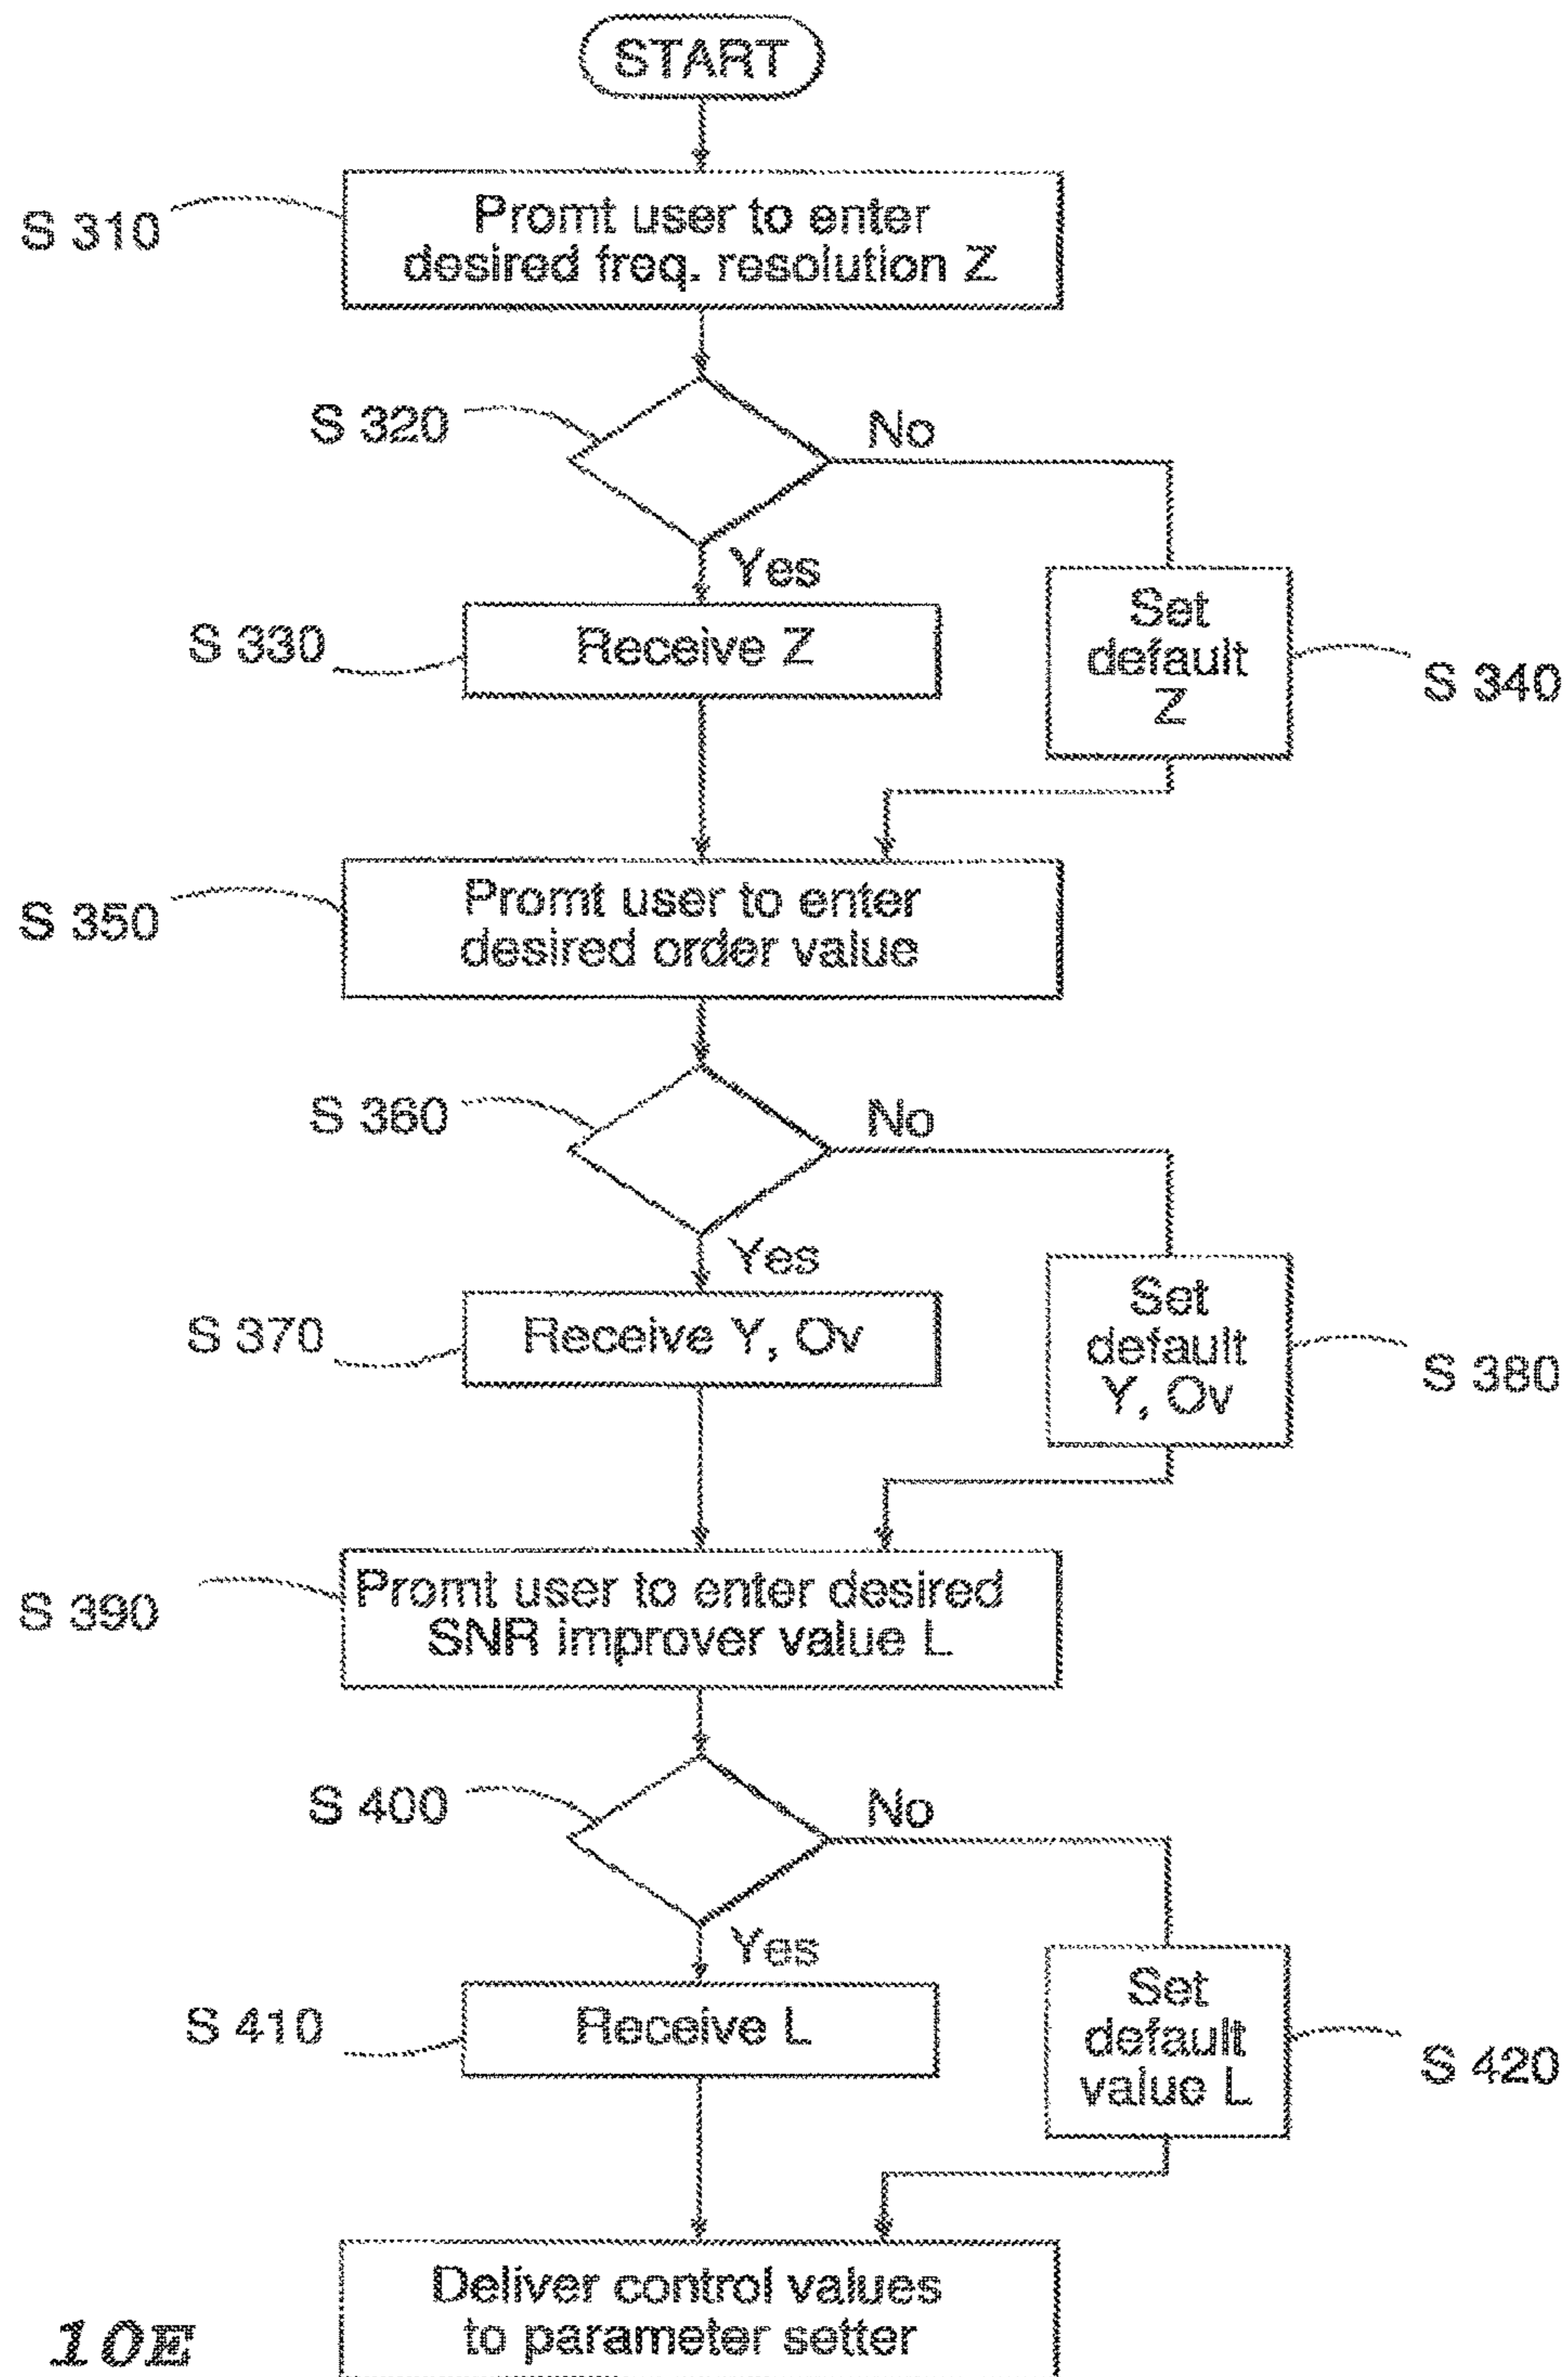 START
S 310
Promt user to enter
desired freq. resolution Z
S 320
No
Yes
S 330
Receive Z
Set
default
Z
S 340
S 350
Promt user to enter
desired order value
S 360
No
Yes
S 370
Receive Y, Ov
Set
default
Y, Ov
S 380
S 390
Promt user to enter desired
SNR improver value L
S 400
No
Yes
S 410
Receive L
Set
default
value L
S 420
Deliver control values
to parameter setter
10E